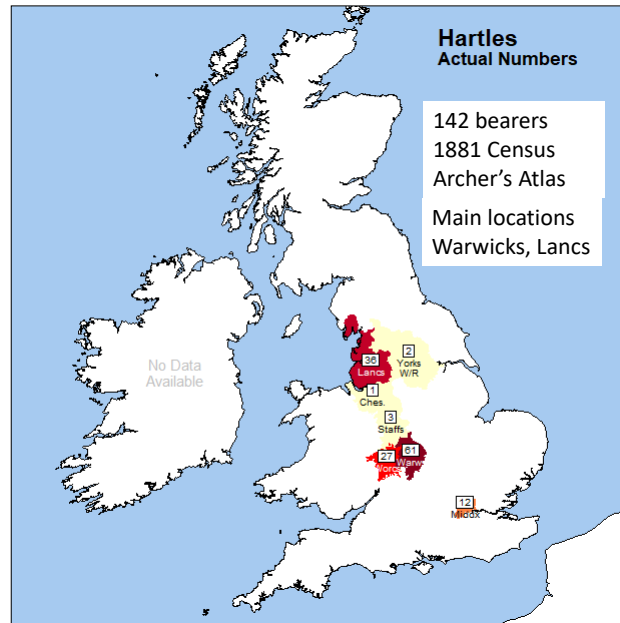 Hartles
Actual Numbers
142 bearers
1881 Census
Archer's Atlas
Main locations
Warwicks, Lancs
No Data
Available
2
Yorks
W/R
36
Lancs
1
Ches.
3
Staffs
27
Worcs
61
Warw
12
Middx